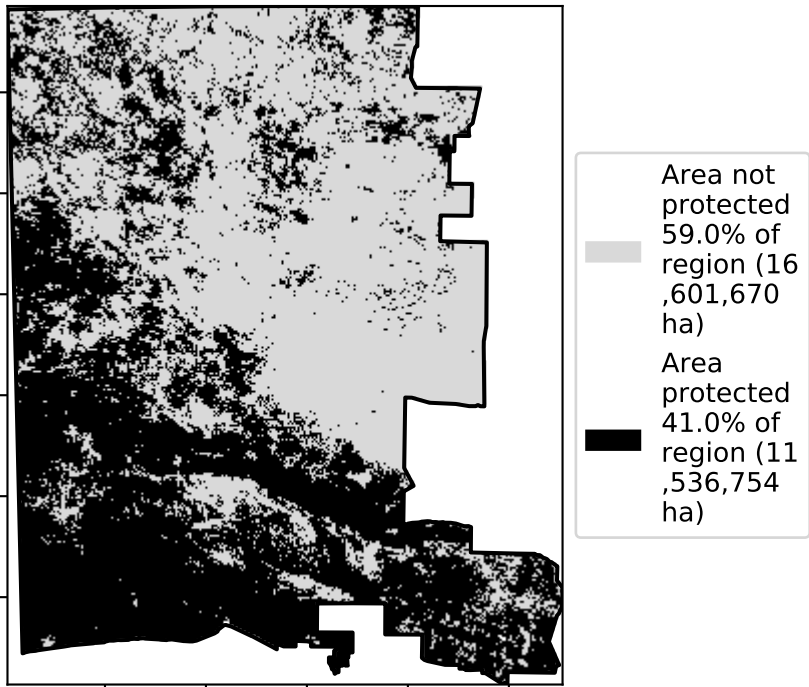 Area not
protected
59.0% of
region (16
,601,670
ha)
Area
protected
41.0% of
region (11
,536,754
ha)